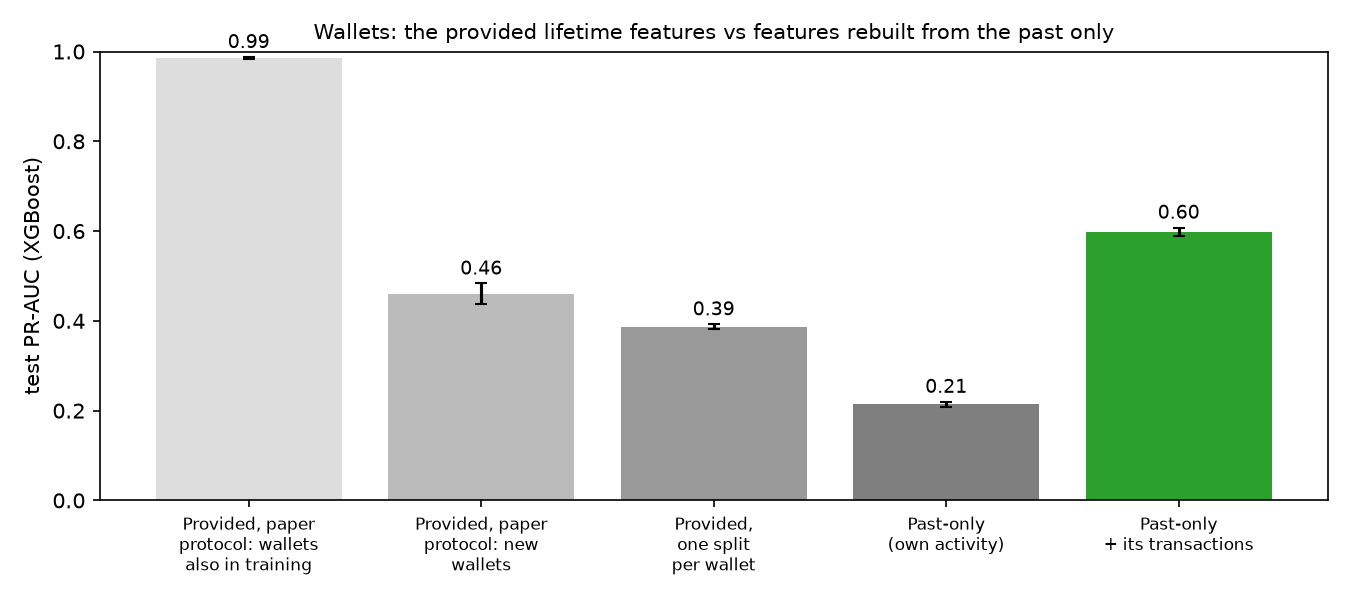 Wallets: the provided lifetime features vs features rebuilt from the past only
test PR-AUC (XGBoost)
1.0
0.8
0.6
0.4
0.2
0.0
0.99
0.46
0.39
0.21
0.60
Provided, paper
protocol: wallets
also in training
Provided, paper
protocol: new
wallets
Provided,
one split
per wallet
Past-only
(own activity)
Past-only
+ its transactions